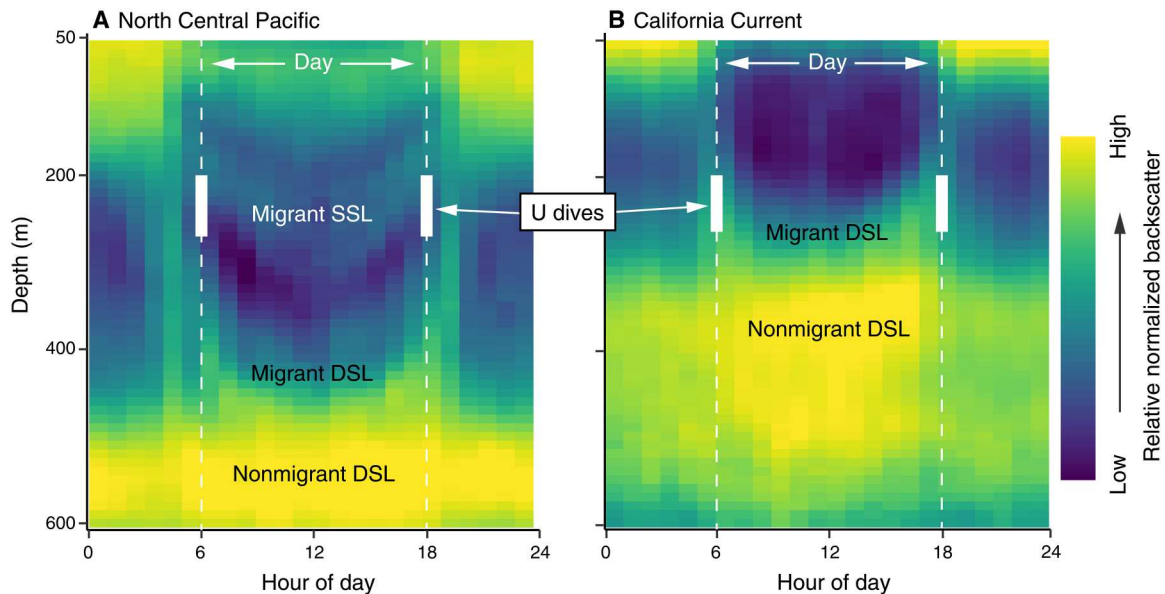 A North Central Pacific
B California Current
50
200
400
600
Depth (m)
Day
Migrant SSL
Migrant DSL
Nonmigrant DSL
0
6
12
18
24
Hour of day
U dives
Day
Migrant DSL
Nonmigrant DSL
0
6
12
18
24
Hour of day
High
Low
Relative normalized backscatter